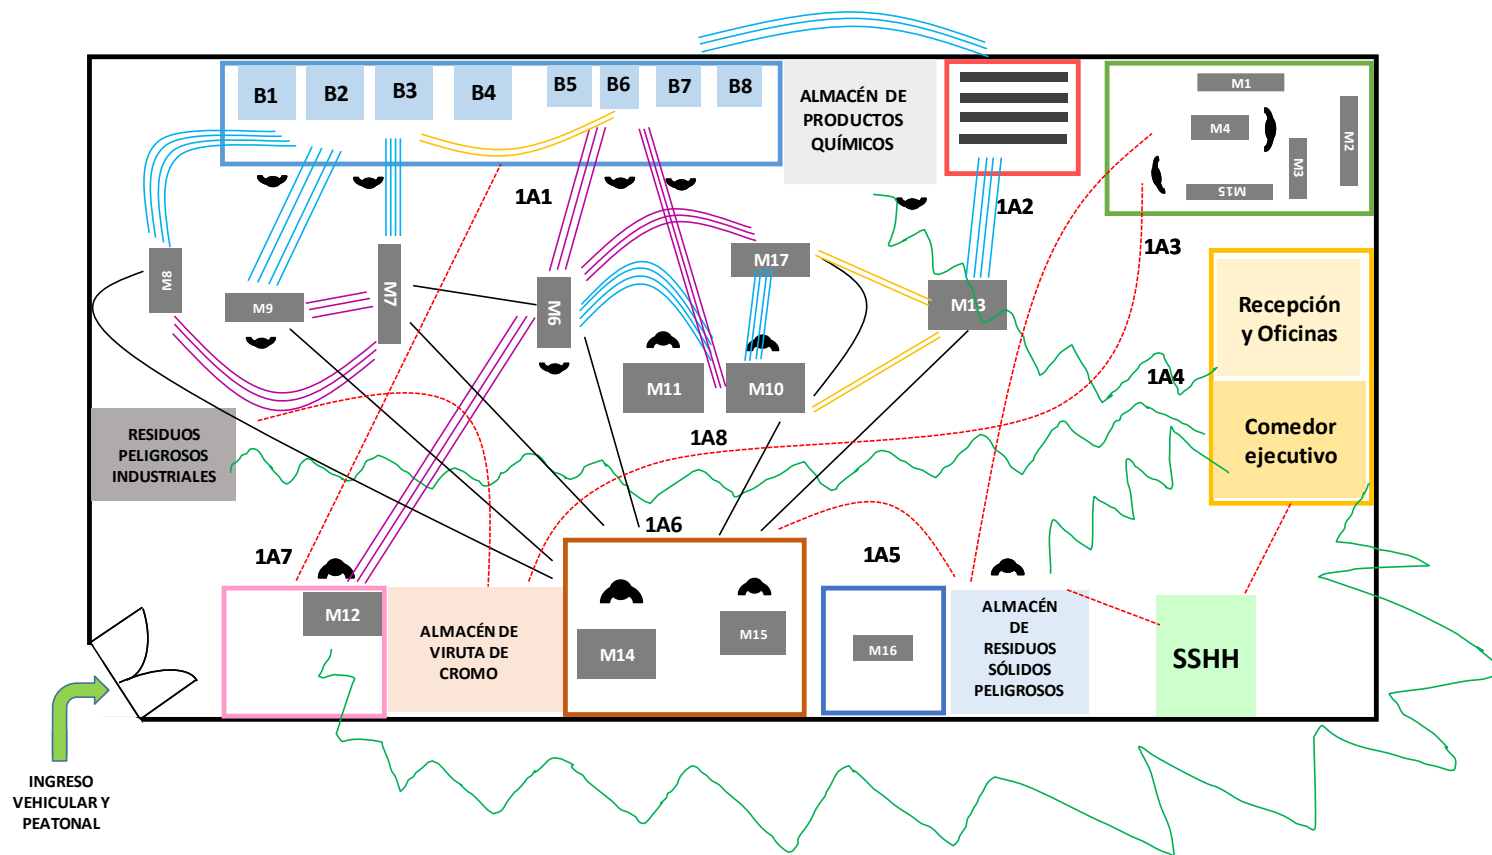 B1
B2
B3
B4
B5
B6
B7
B8
ALMACÉN DE
PRODUCTOS
QUÍMICOS
M1
M4
M2
M3
M15
1A1
1A2
1A3
M8
M9
M7
M6
M17
M13
Recepción
y Oficinas
M11
M10
1A4
1A8
Comedor
ejecutivo
RESIDUOS
PELIGROSOS
INDUSTRIALES
1A6
1A7
1A5
M12
ALMACÉN DE
VIRUTA DE
CROMO
M14
M15
M16
ALMACÉN
DE
RESIDUOS
SÓLIDOS
PELIGROSOS
SSHH
INGRESO
VEHICULAR Y
PEATONAL